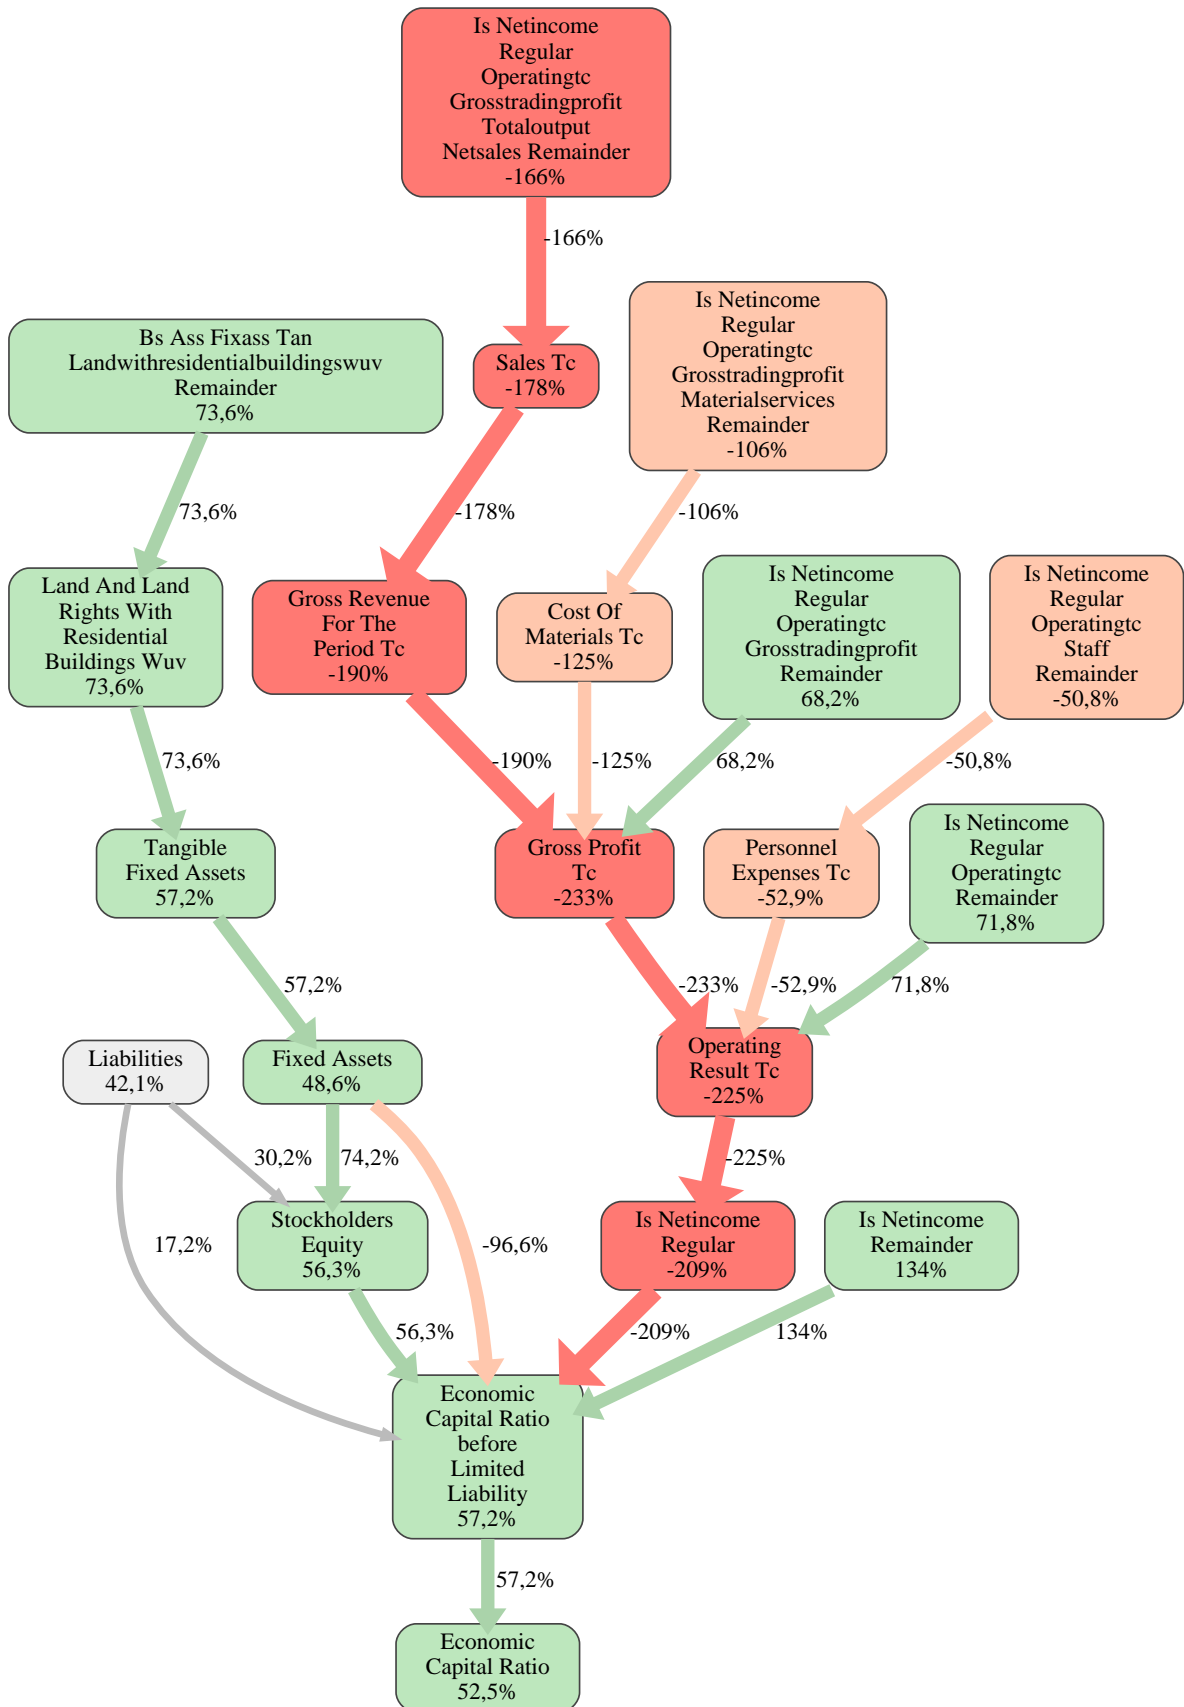 Is Netincome
Regular
Operatingtc
Grosstradingprofit
Totaloutput
Netsales Remainder
-166%
-166%
Is Netincome
Regular
Operatingtc
Grosstradingprofit
Materialservices
Remainder
-106%
Bs Ass Fixass Tan
Landwithresidentialbuildingswuv
Remainder
73,6%
Sales Tc
-178%
73,6%
-178%
-106%
Land And Land
Rights With
Residential
Buildings Wuv
73,6%
Gross Revenue
For The
Period Tc
-190%
Cost Of
Materials Tc
-125%
Is Netincome
Regular
Operatingtc
Grosstradingprofit
Remainder
68,2%
Is Netincome
Regular
Operatingtc
Staff
Remainder
-50,8%
73,6%
-190%
-125%
68,2%
-50,8%
Tangible
Fixed Assets
57,2%
Gross Profit
Tc
-233%
Personnel
Expenses Tc
-52,9%
Is Netincome
Regular
Operatingtc
Remainder
71,8%
57,2%
-233%
-52,9%
71,8%
Liabilities
42,1%
Fixed Assets
48,6%
Operating
Result Tc
-225%
30,2%
74,2%
-225%
17,2%
Stockholders
Equity
56,3%
-96,6%
Is Netincome
Regular
-209%
Is Netincome
Remainder
134%
56,3%
-209%
134%
Economic
Capital Ratio
before
Limited
Liability
57,2%
57,2%
Economic
Capital Ratio
52,5%